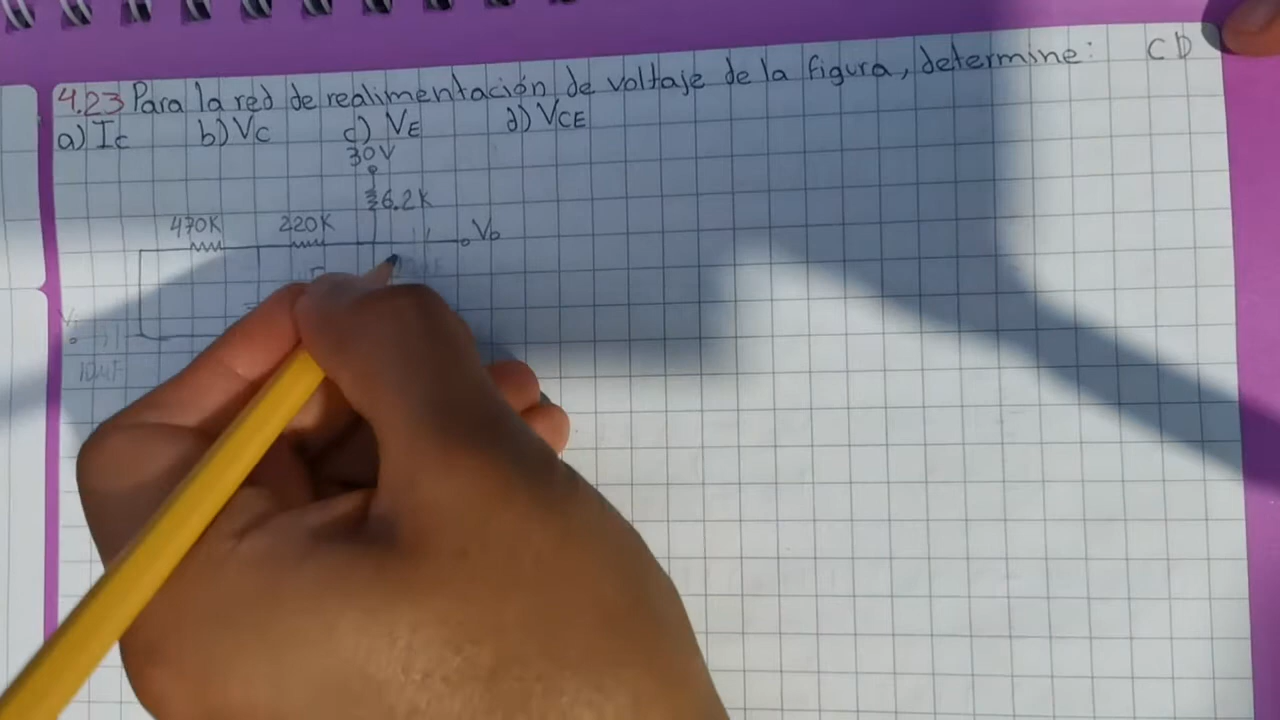 4.23 Para la red de realimentación de voltaje de la figura, determine: CD
a) Ic b) Vc c) VE d) VCE
30V
6.2K
470K 220K Vo
10μF